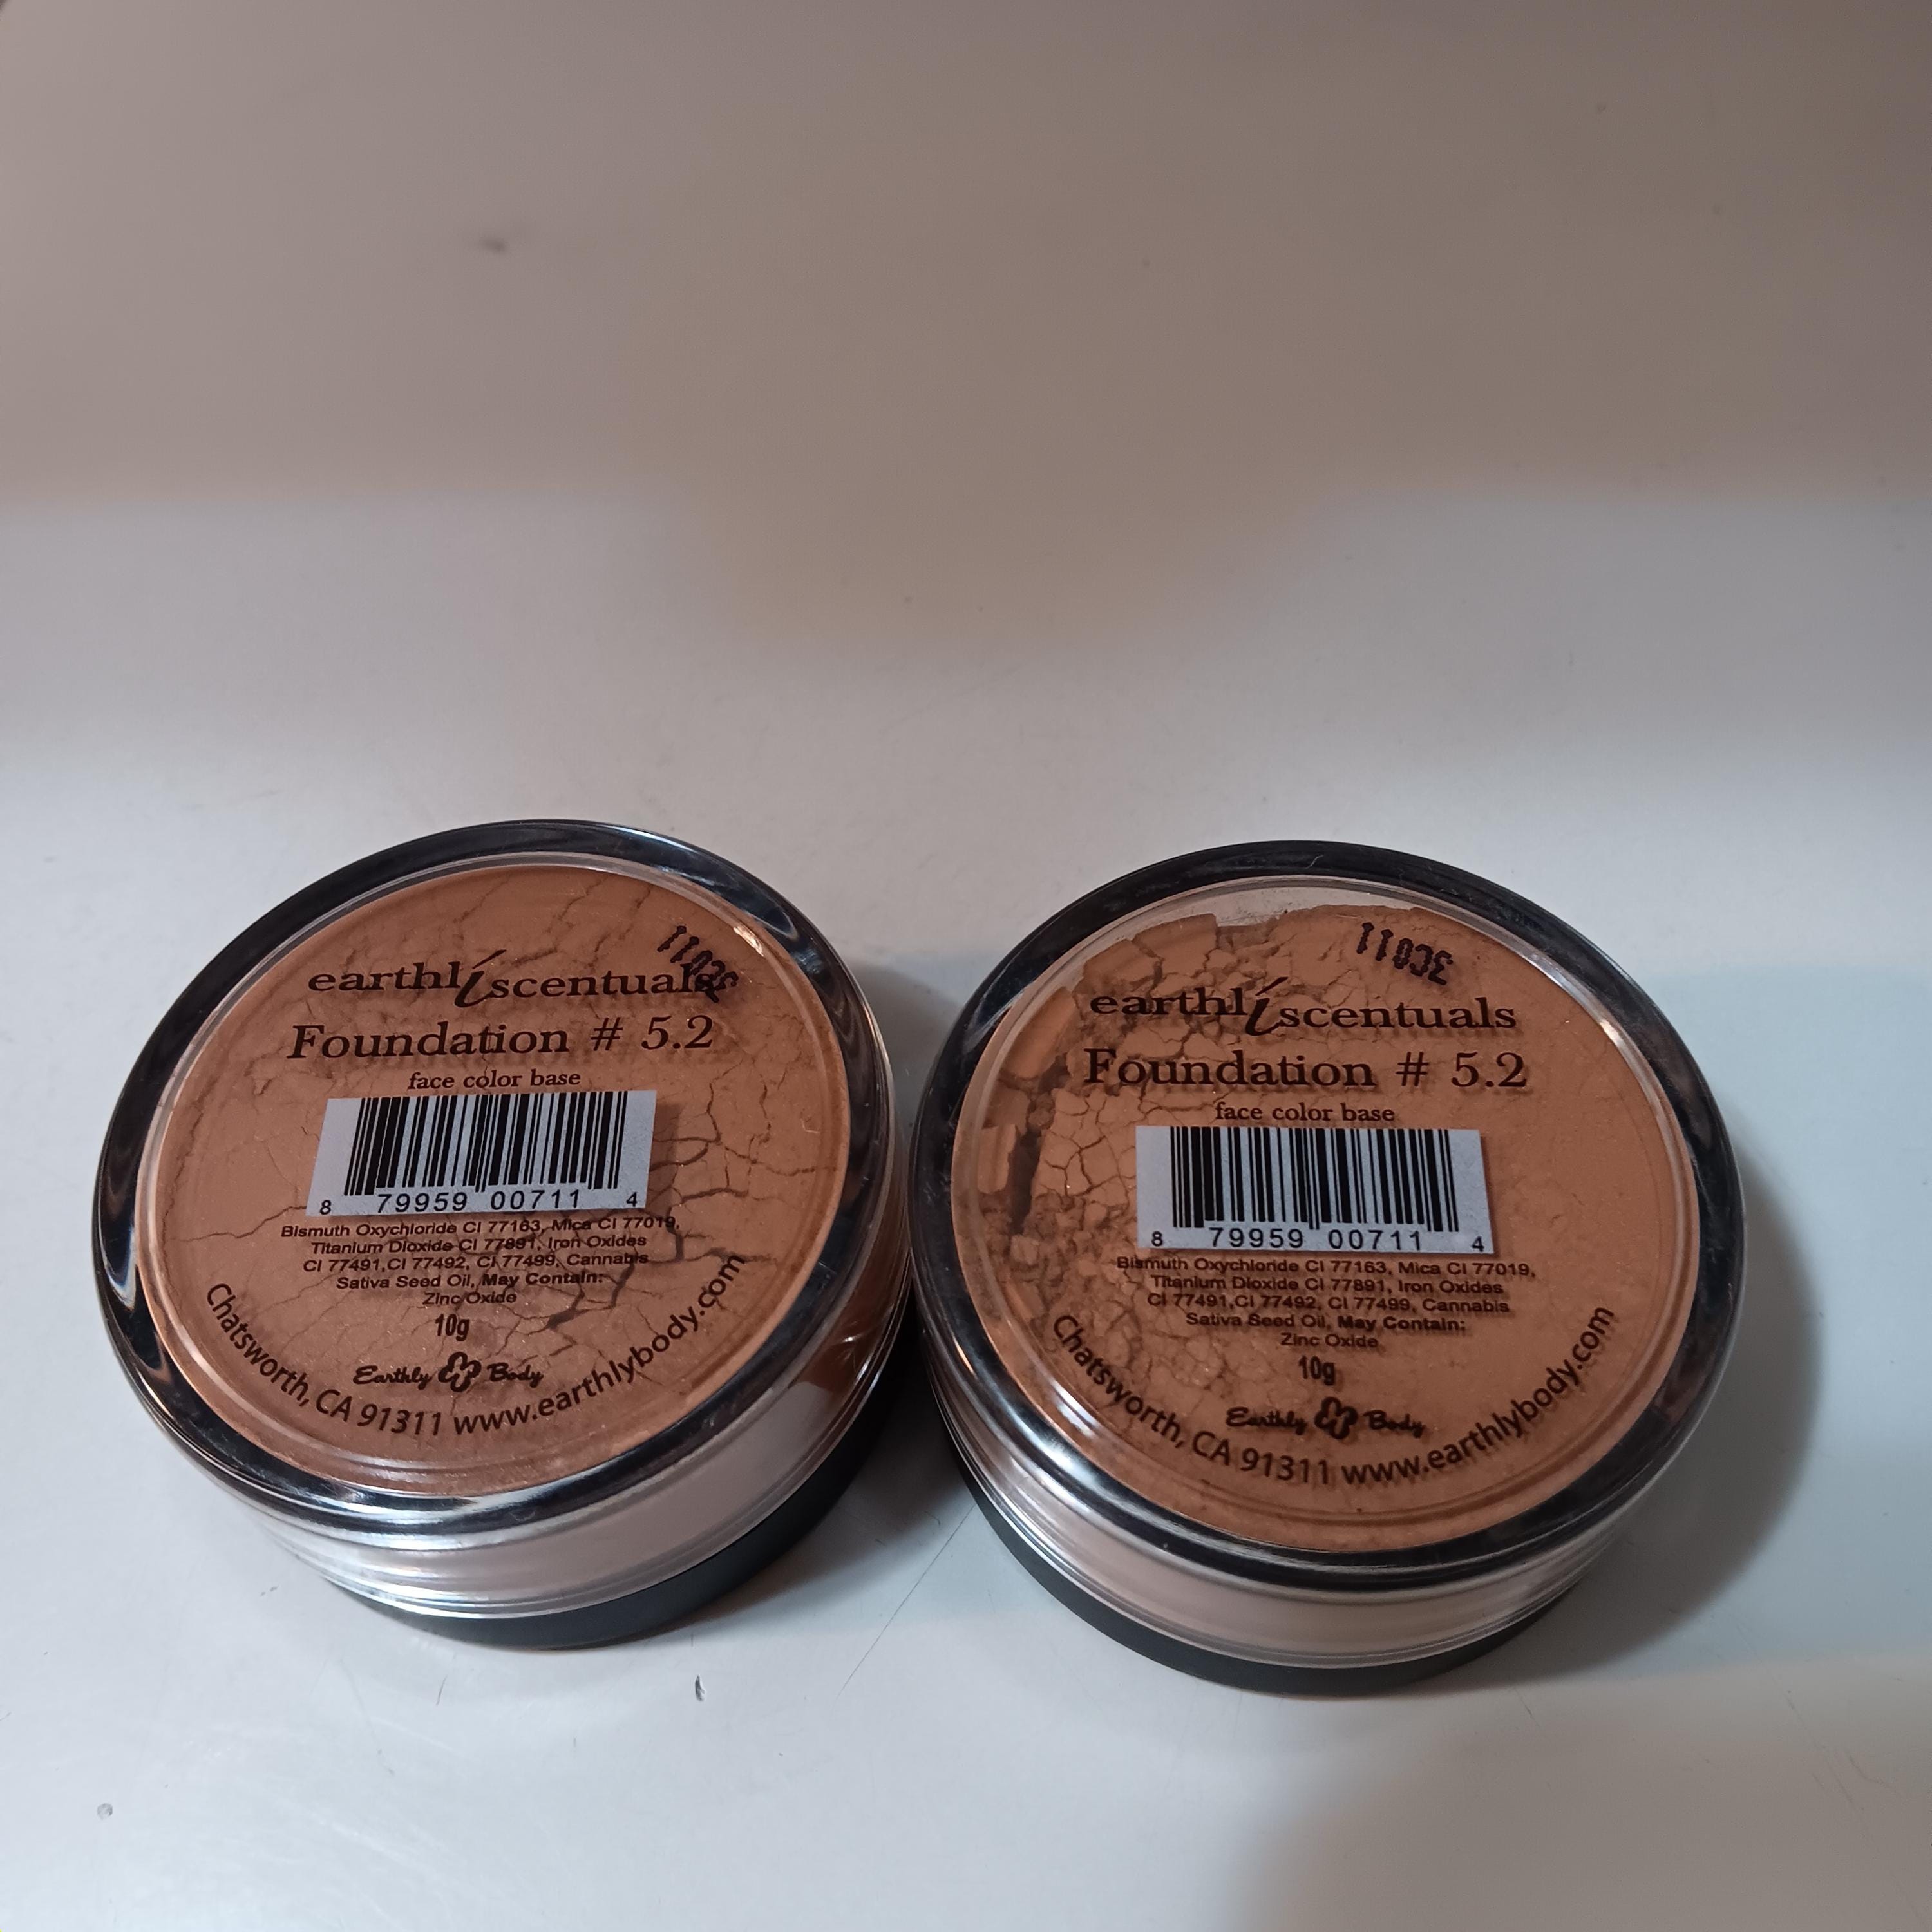 3C011
earthliscentuals
Foundation # 5.2
face color base
8 79959 00711 4
Bismuth Oxychloride CI 77163, Mica CI 77019,
Titanium Dioxide CI 77891, Iron Oxides
CI 77491,CI 77492, CI 77499, Cannabis
Sativa Seed Oil, May Contain:
Zinc Oxide
10g
Earthly Body
Chatsworth, CA 91311 www.earthlybody.com
3C011
earthliscentuals
Foundation # 5.2
face color base
8 79959 00711 4
Bismuth Oxychloride CI 77163, Mica CI 77019,
Titanium Dioxide CI 77891, Iron Oxides
CI 77491,CI 77492, CI 77499, Cannabis
Sativa Seed Oil, May Contain:
Zinc Oxide
10g
Earthly Body
Chatsworth, CA 91311 www.earthlybody.com